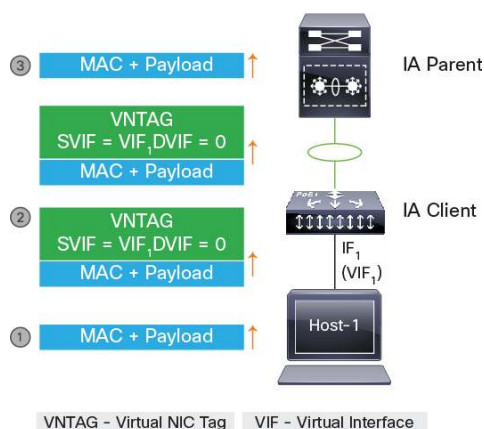 3
MAC + Payload
IA Parent
VNTAG
SVIF = VIF₁DVIF = 0
MAC + Payload
PoE+
2
VNTAG
SVIF = VIF₁DVIF = 0
MAC + Payload
IA Client
IF₁
(VIF₁)
1
MAC + Payload
Host-1
VNTAG - Virtual NIC Tag
VIF - Virtual Interface